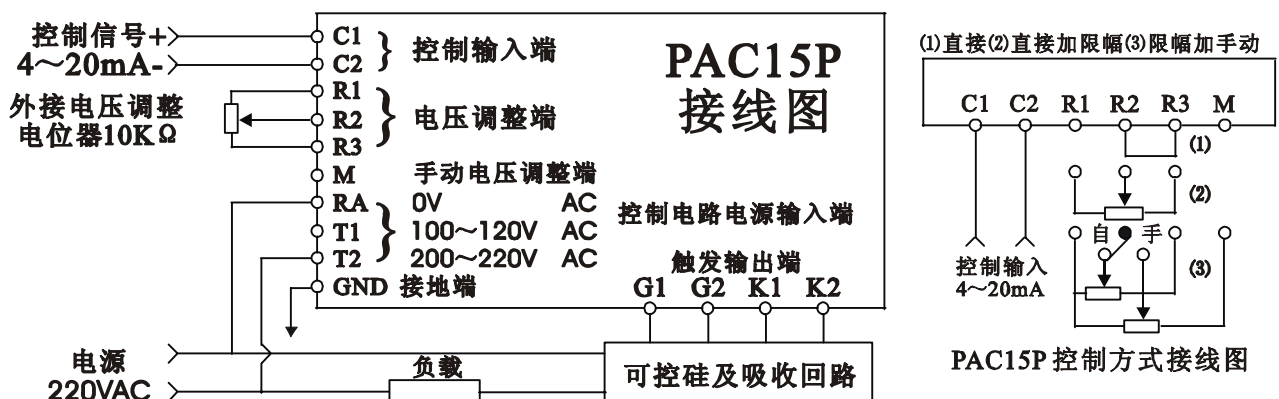 控制信号+
4～20mA-
外接电压调整
电位器10KΩ
C1
C2
控制输入端
R1
R2
R3
电压调整端
M 手动电压调整端
RA 0V AC
T1 100～120V AC
T2 200～220V AC
控制电路电源输入端
GND 接地端
PAC15P
接线图
触发输出端
G1 G2 K1 K2
电源
220VAC
负载
可控硅及吸收回路
(1)直接(2)直接加限幅(3)限幅加手动
C1 C2 R1 R2 R3 M
(1)
(2)
自 手
(3)
控制输入
4～20mA
PAC15P控制方式接线图